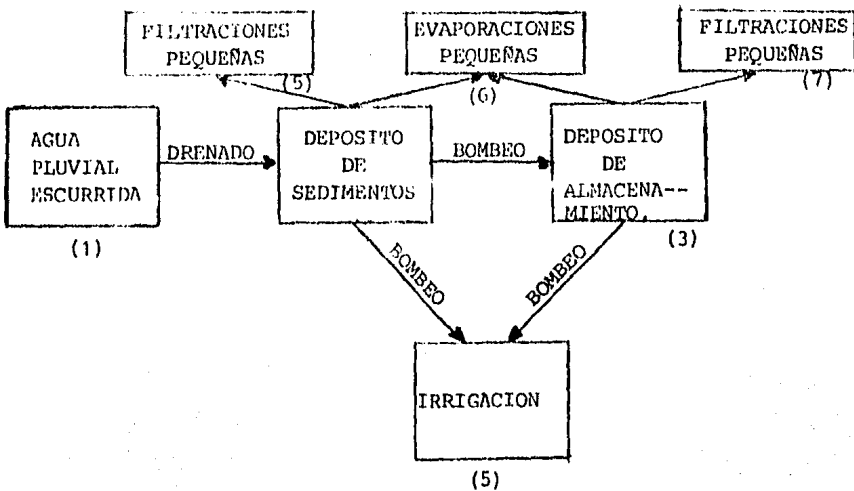 FILTRACIONES
PEQUEÑAS
(5)
EVAPORACIONES
PEQUEÑAS
(6)
FILTRACIONES
PEQUEÑAS
(7)
AGUA
PLUVIAL
ESCURRIDA
(1)
DRENADO
DEPOSITO
DE
SEDIMENTOS
BOMBEO
DEPOSITO
DE
ALMACENA--
MIENTO.
(3)
BOMBEO
BOMBEO
IRRIGACION
(5)